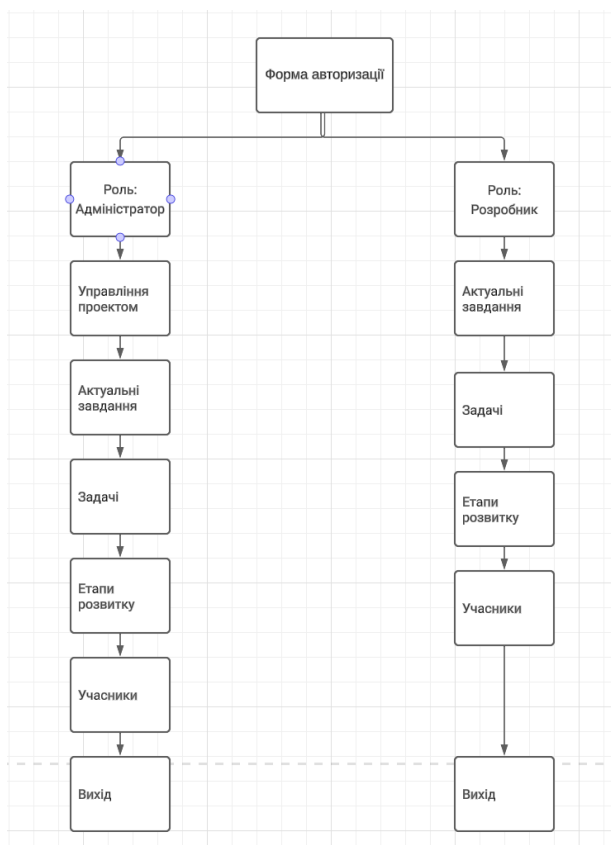 Форма авторизації
Роль:
Адміністратор
Управління
проектом
Актуальні
завдання
Задачі
Етапи
розвитку
Учасники
Вихід
Роль:
Розробник
Актуальні
завдання
Задачі
Етапи
розвитку
Учасники
Вихід